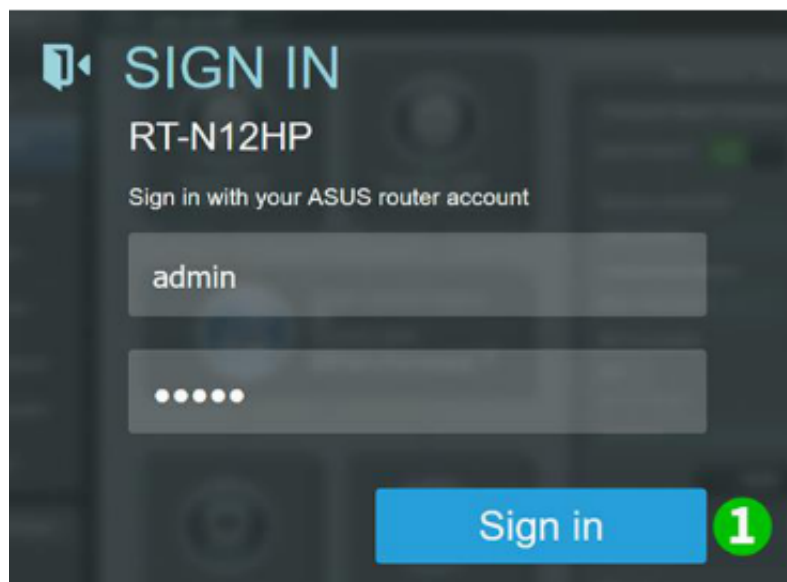 SIGN IN
RT-N12HP
Sign in with your ASUS router account
admin
•••••
Sign in
1